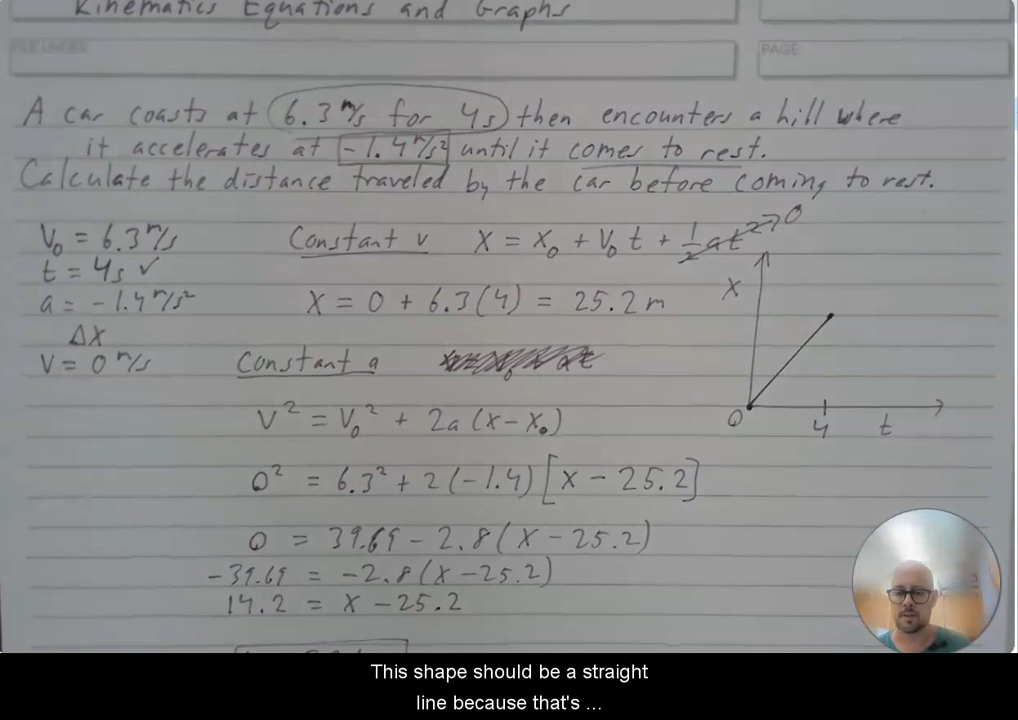 Kinematics Equations and Graphs
FILE UNDER
PAGE
A car coasts at 6.3 m/s for 4s then encounters a hill where
it accelerates at -1.4 m/s² until it comes to rest.
Calculate the distance traveled by the car before coming to rest.
V₀ = 6.3 m/s
t = 4s ✓
a = -1.4 m/s²
ΔX
V = 0 m/s
Constant v X = X₀ + V₀ t + ½at² → 0
X = 0 + 6.3(4) = 25.2 m
Constant a
V² = V₀² + 2a (X - X₀)
0² = 6.3² + 2(-1.4) [X - 25.2]
0 = 39.69 - 2.8(X - 25.2)
-39.69 = -2.8(X - 25.2)
14.2 = X - 25.2
X
0
4
t
This shape should be a straight
line because that's ...